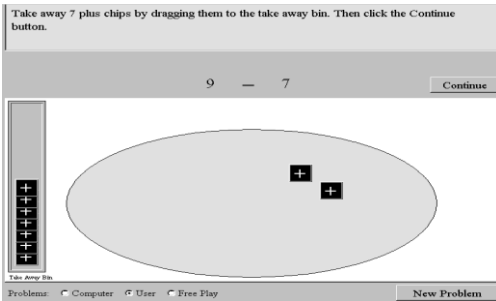 Take away 7 plus chips by dragging them to the take away bin. Then click the Continue
button.
9 — 7
Continue
+
+
+
+
+
+
+
+
+
Take Away Bin
Problems: Computer User Free Play
New Problem